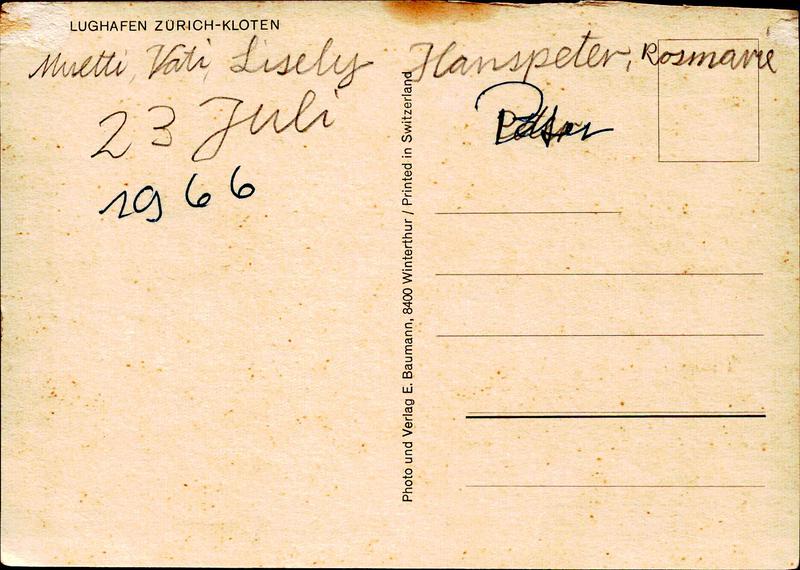 LUGHAFEN ZÜRICH-KLOTEN
Muetti, Vati, Lisely Hanspeter, Rosmarie
23 Juli
1966
Photo und Verlag E. Baumann, 8400 Winterthur / Printed in Switzerland